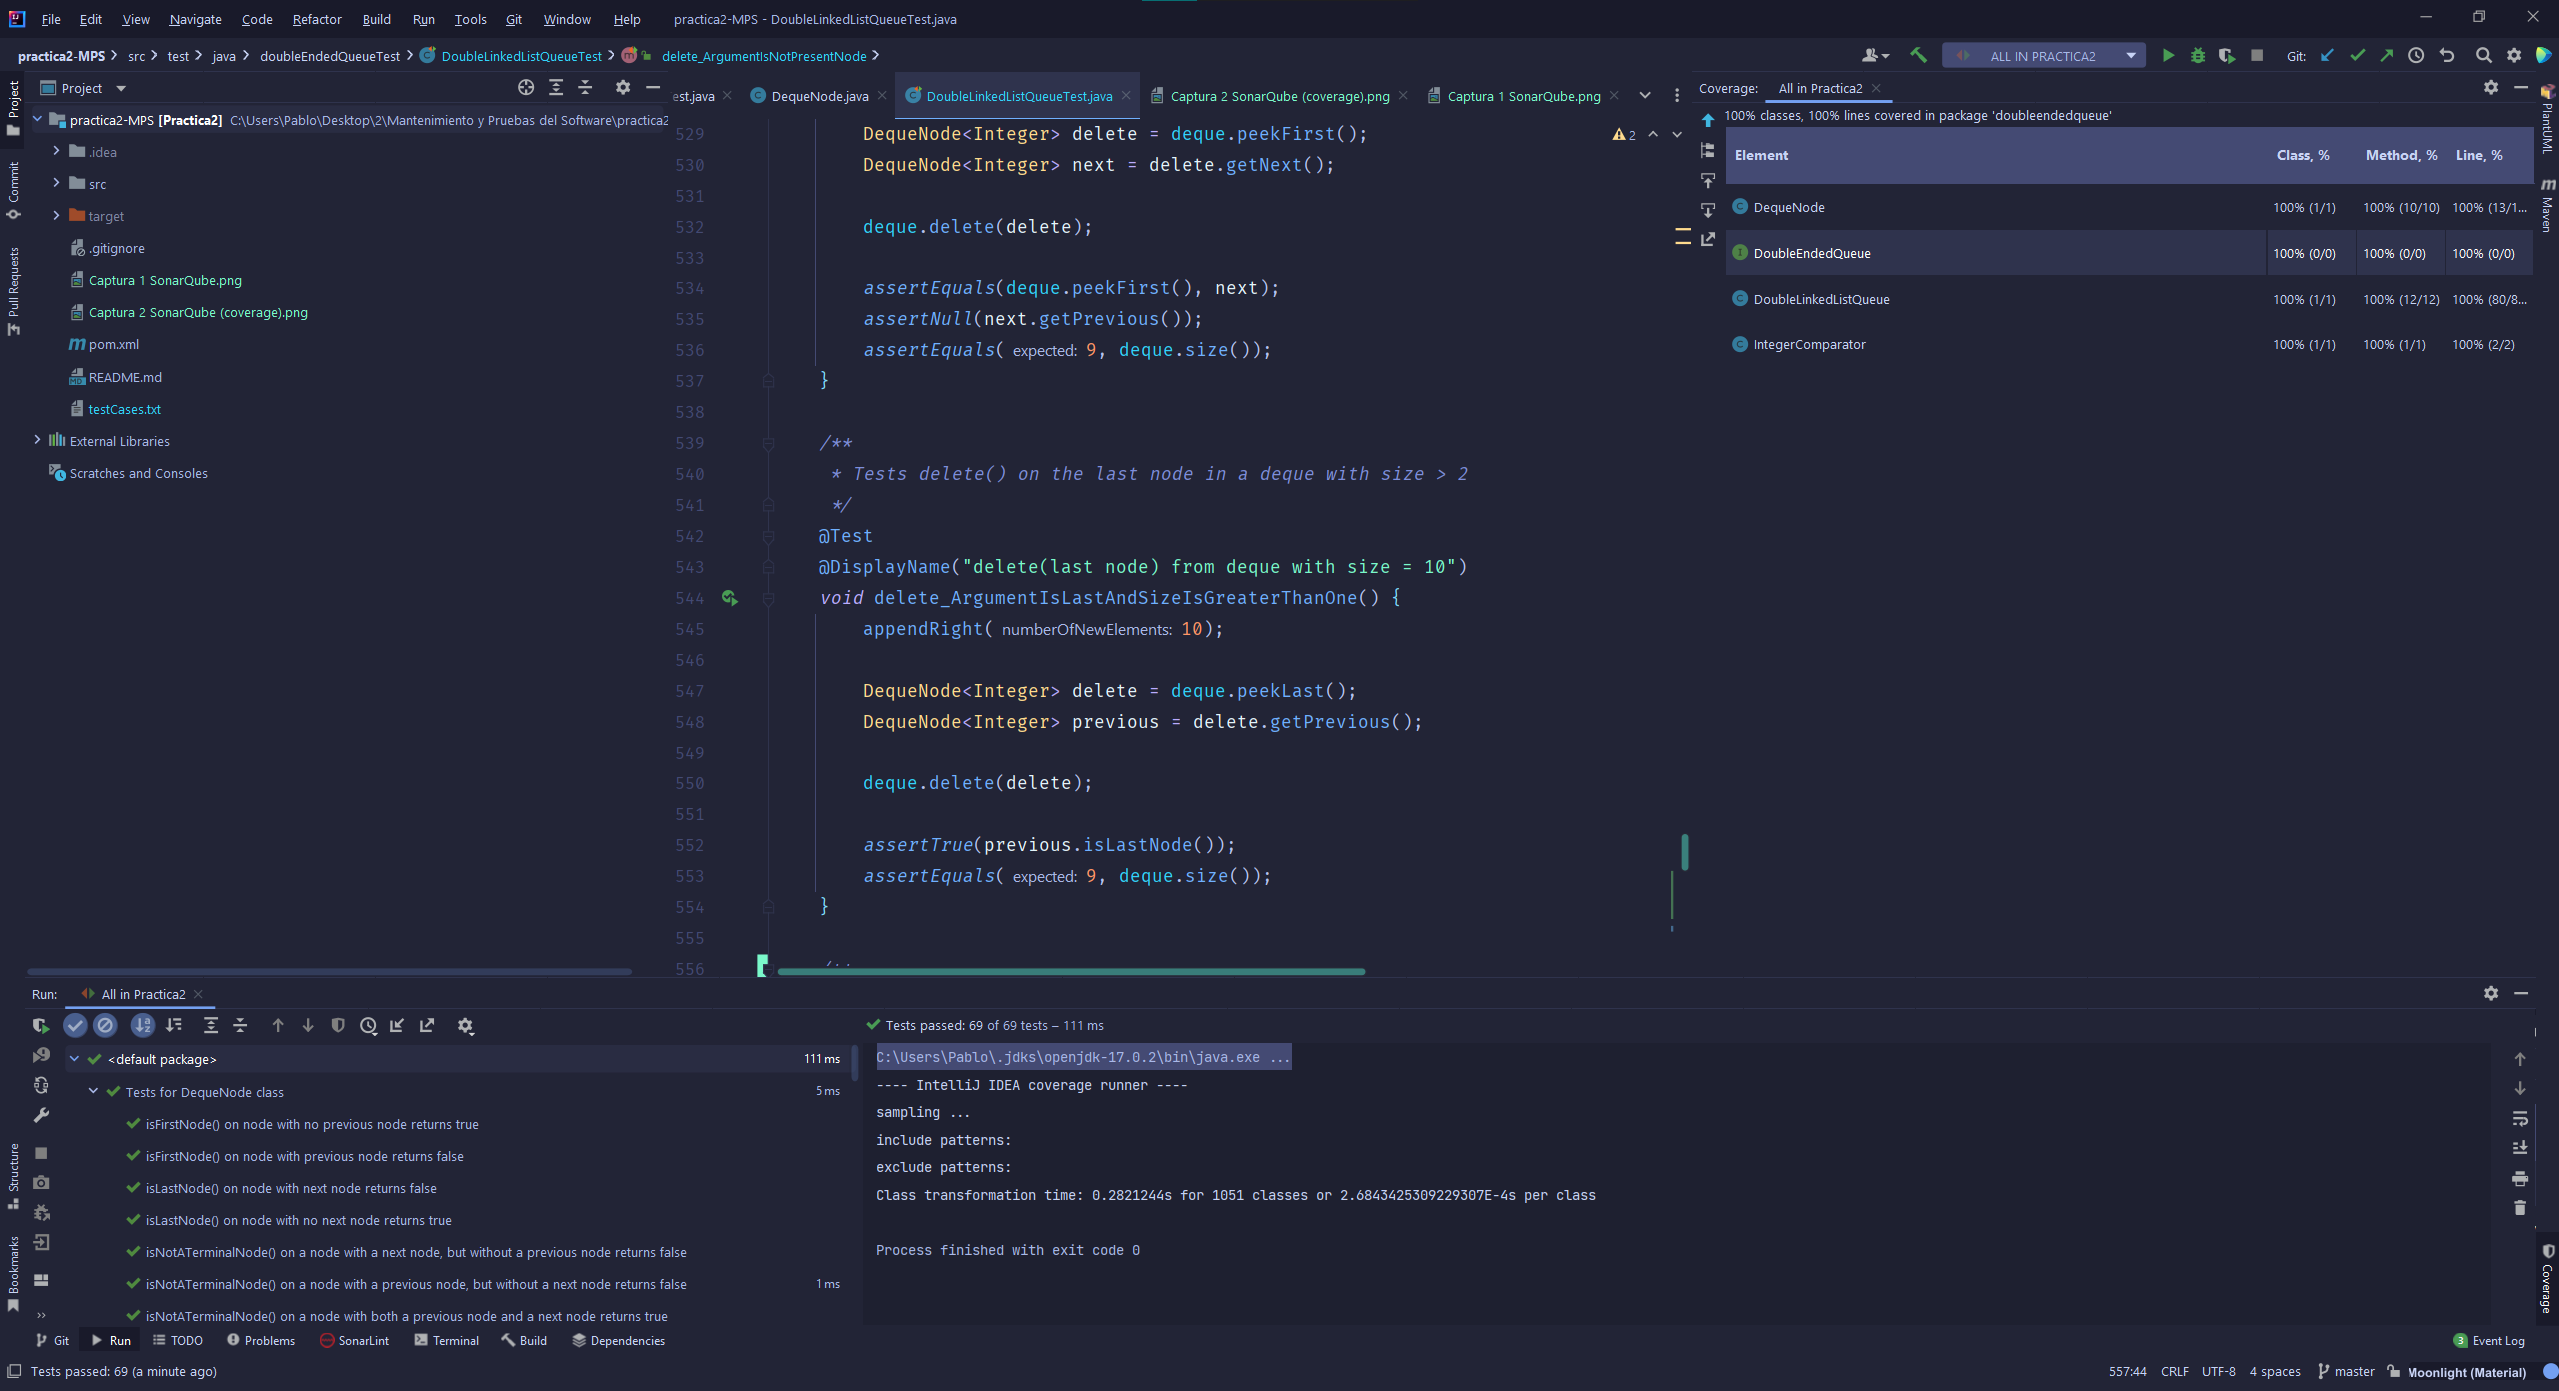 File Edit View Navigate Code Refactor Build Run Tools Git Window Help practica2-MPS - DoubleLinkedListQueueTest.java
practica2-MPS src test java doubleEndedQueueTest DoubleLinkedListQueueTest delete_ArgumentIsNotPresentNode
ALL IN PRACTICA2 Git:
Project
est.java DequeNode.java DoubleLinkedListQueueTest.java Captura 2 SonarQube (coverage).png Captura 1 SonarQube.png
Coverage: All in Practica2
Project
Commit
Pull Requests
practica2-MPS [Practica2] C:\Users\Pablo\Desktop\2\Mantenimiento y Pruebas del Software\practica2
.idea
src
target
.gitignore
Captura 1 SonarQube.png
Captura 2 SonarQube (coverage).png
pom.xml
README.md
testCases.txt
External Libraries
Scratches and Consoles
529 DequeNode<Integer> delete = deque.peekFirst();
530 DequeNode<Integer> next = delete.getNext();
531
532 deque.delete(delete);
533
534 assertEquals(deque.peekFirst(), next);
535 assertNull(next.getPrevious());
536 assertEquals( expected: 9, deque.size());
537 }
538
539 /**
540 * Tests delete() on the last node in a deque with size > 2
541 */
542 @Test
543 @DisplayName("delete(last node) from deque with size = 10")
544 void delete_ArgumentIsLastAndSizeIsGreaterThanOne() {
545 appendRight( numberOfNewElements: 10);
546
547 DequeNode<Integer> delete = deque.peekLast();
548 DequeNode<Integer> previous = delete.getPrevious();
549
550 deque.delete(delete);
551
552 assertTrue(previous.isLastNode());
553 assertEquals( expected: 9, deque.size());
554 }
555
556
2
100% classes, 100% lines covered in package 'doubleendedqueue'
Element Class, % Method, % Line, %
DequeNode 100% (1/1) 100% (10/10) 100% (13/1...
DoubleEndedQueue 100% (0/0) 100% (0/0) 100% (0/0)
DoubleLinkedListQueue 100% (1/1) 100% (12/12) 100% (80/8...
IntegerComparator 100% (1/1) 100% (1/1) 100% (2/2)
PlantUML
Maven
Coverage
Run: All in Practica2
Tests passed: 69 of 69 tests – 111 ms
<default package> 111 ms
Tests for DequeNode class 5 ms
isFirstNode() on node with no previous node returns true
isFirstNode() on node with previous node returns false
isLastNode() on node with next node returns false
isLastNode() on node with no next node returns true
isNotATerminalNode() on a node with a next node, but without a previous node returns false
isNotATerminalNode() on a node with a previous node, but without a next node returns false 1 ms
isNotATerminalNode() on a node with both a previous node and a next node returns true
C:\Users\Pablo\.jdks\openjdk-17.0.2\bin\java.exe ...
---- IntelliJ IDEA coverage runner ----
sampling ...
include patterns:
exclude patterns:
Class transformation time: 0.2821244s for 1051 classes or 2.6843425309229307E-4s per class
Process finished with exit code 0
Structure
Bookmarks
Git Run TODO Problems SonarLint Terminal Build Dependencies 3 Event Log
Tests passed: 69 (a minute ago) 557:44 CRLF UTF-8 4 spaces master Moonlight (Material)